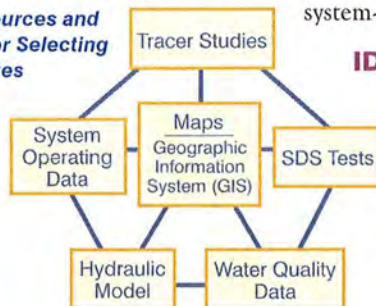 ources and
or Selecting
es
system-
ID
Tracer Studies
System
Operating
Data
Maps
Geographic
Information
System (GIS)
SDS Tests
Hydraulic
Model
Water Quality
Data